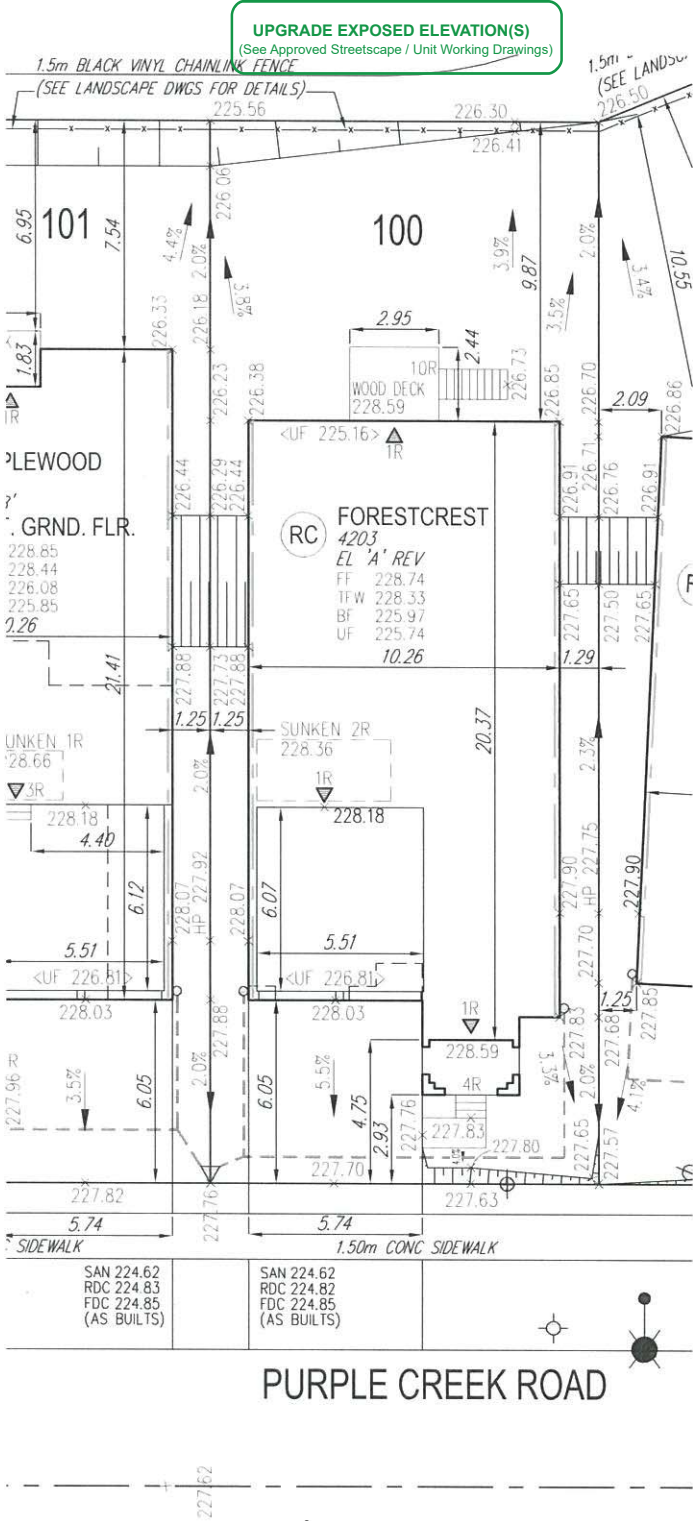 UPGRADE EXPOSED ELEVATION(S)
(See Approved Streetscape / Unit Working Drawings)
1.5m BLACK VINYL CHAINLINK FENCE
(SEE LANDSCAPE DWGS FOR DETAILS)
225.56
226.30
226.41
226.50
6.95
101
7.54
4.4%
2.0%
226.06
3.8%
100
3.9%
9.87
3.5%
2.0%
3.4%
10.55
226.33
226.18
1.83
2.95
2.44
10R
WOOD DECK
228.59
226.73
226.85
226.70
2.09
226.86
226.23
226.38
<UF 225.16>
1R
226.71
226.44
226.29
226.44
226.91
226.76
226.91
GRND. FLR.
228.85
228.44
226.08
225.85
RC
FORESTCREST
4203
EL 'A' REV
FF 228.74
TFW 228.33
BF 225.97
UF 225.74
227.65
227.50
227.65
10.26
1.29
21.41
227.88
227.73
227.88
20.37
1.25
1.25
2.0%
SUNKEN 2R
228.36
1R
228.18
2.3%
3R
228.18
4.40
6.12
228.07
HP 227.92
228.07
6.07
227.90
HP 227.75
227.90
5.51
<UF 226.81>
228.03
5.51
<UF 226.81>
228.03
227.70
1.25
227.85
1R
228.59
227.83
227.68
227.96
3.5%
6.05
2.0%
227.88
6.05
5.5%
4.75
2.93
4R
227.76
227.83
227.80
3.3%
2.0%
4.1%
227.65
227.57
227.82
227.76
227.70
227.63
5.74
5.74
SIDEWALK
1.50m CONC SIDEWALK
SAN 224.62
RDC 224.83
FDC 224.85
(AS BUILTS)
SAN 224.62
RDC 224.82
FDC 224.85
(AS BUILTS)
PURPLE CREEK ROAD
227.62